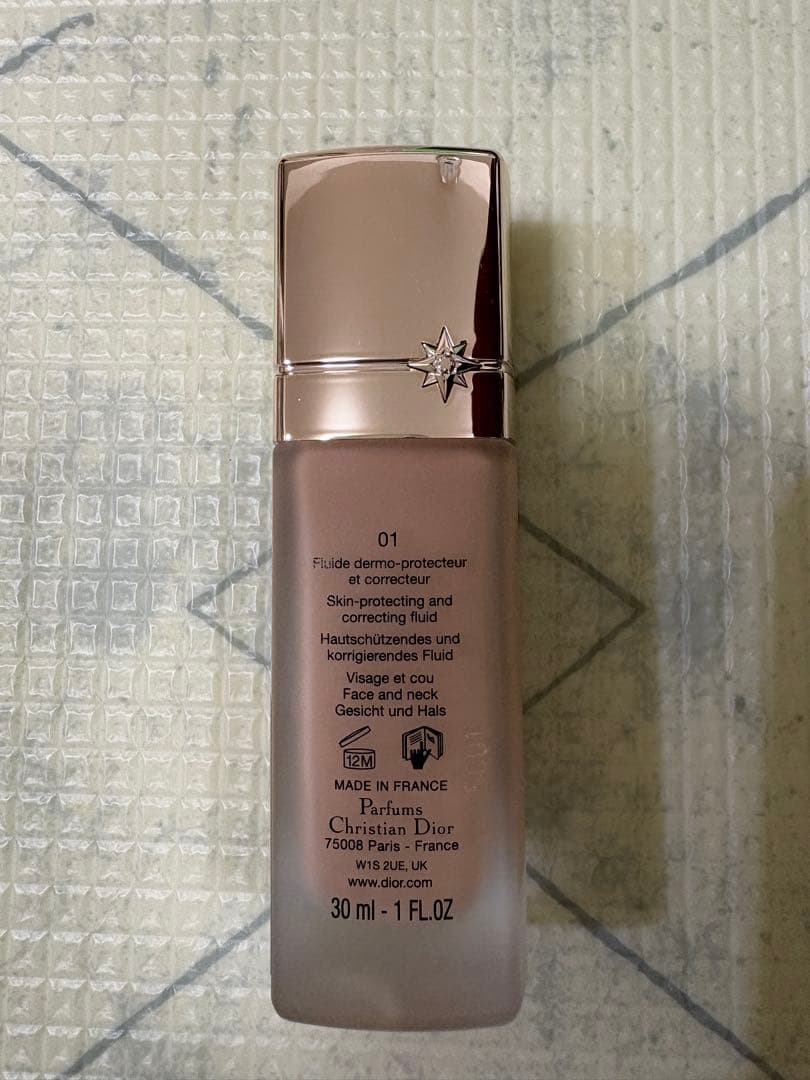 01
Fluide dermo-protecteur
et correcteur
Skin-protecting and
correcting fluid
Hautschützendes und
korrigierendes Fluid
Visage et cou
Face and neck
Gesicht und Hals
12M
MADE IN FRANCE
Parfums
Christian Dior
75008 Paris - France
W1S 2UE, UK
www.dior.com
30 ml - 1 FL.OZ